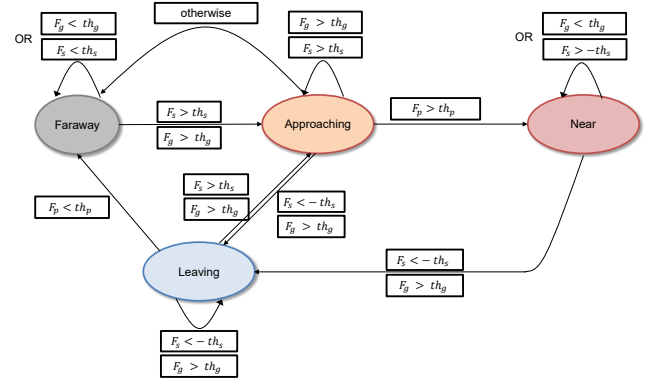 otherwise
OR
F_g < th_g
F_s < th_s
F_g > th_g
F_s > th_s
OR
F_g < th_g
F_s > −th_s
Faraway
F_s > th_s
F_g > th_g
Approaching
F_p > th_p
Near
F_p < th_p
F_s > th_s
F_g > th_g
F_s < − th_s
F_g > th_g
Leaving
F_s < − th_s
F_g > th_g
F_s < − th_s
F_g > th_g